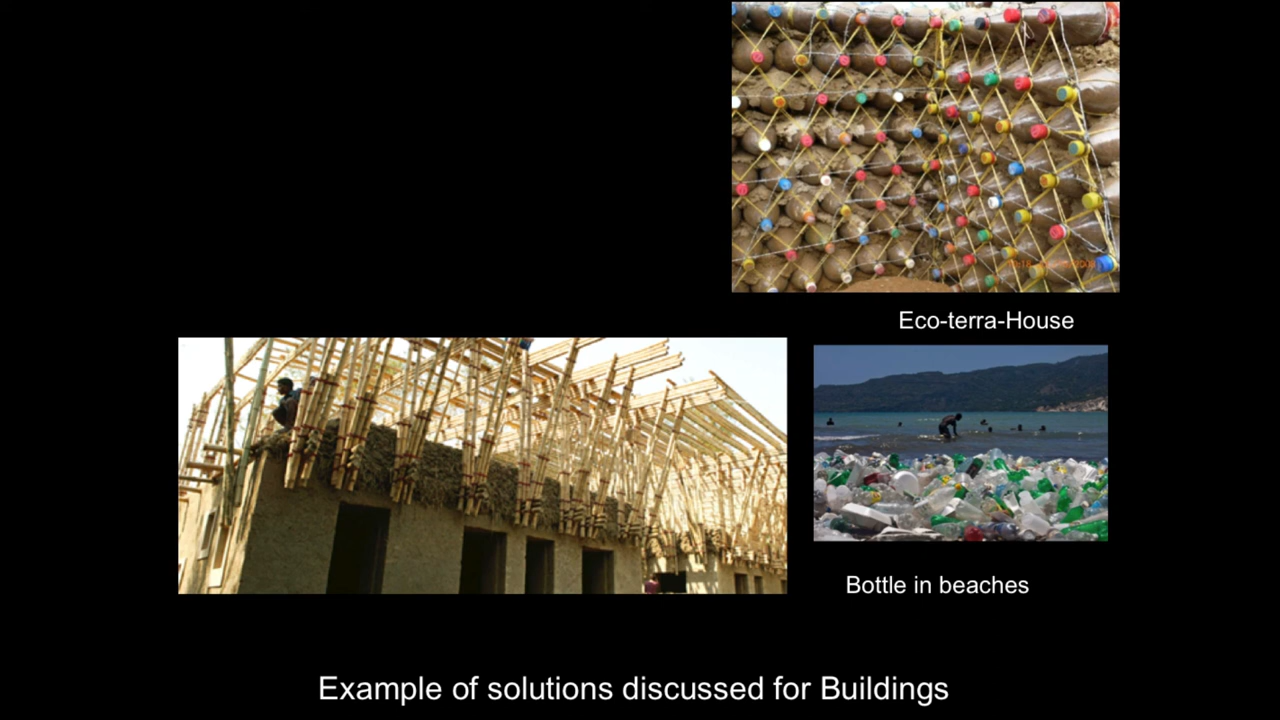 Eco-terra-House
Bottle in beaches
Example of solutions discussed for Buildings